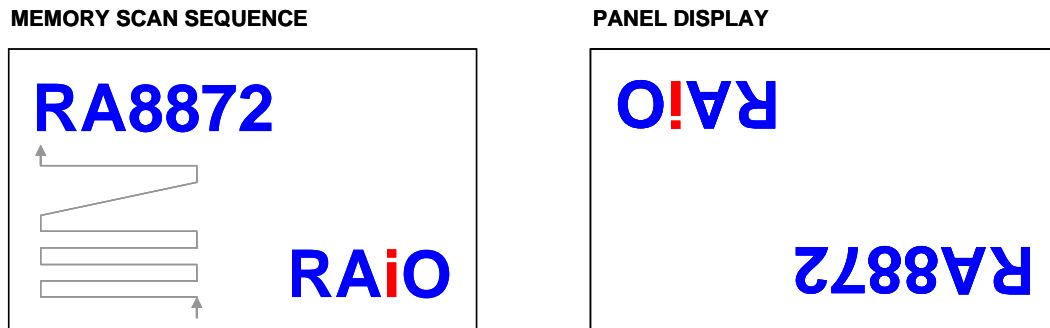 MEMORY SCAN SEQUENCE
PANEL DISPLAY
RA8872
RAiO
RAiO
RA8872